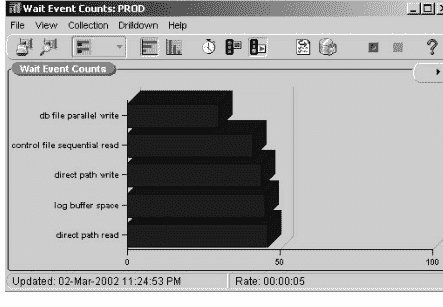 Wait Event Counts: PROD
File View Collection Drilldown Help
Wait Event Counts
db file parallel write
control file sequential read
direct path write
log buffer space
direct path read
0 50 100
Updated: 02-Mar-2002 11:24:53 PM Rate: 00:00:05